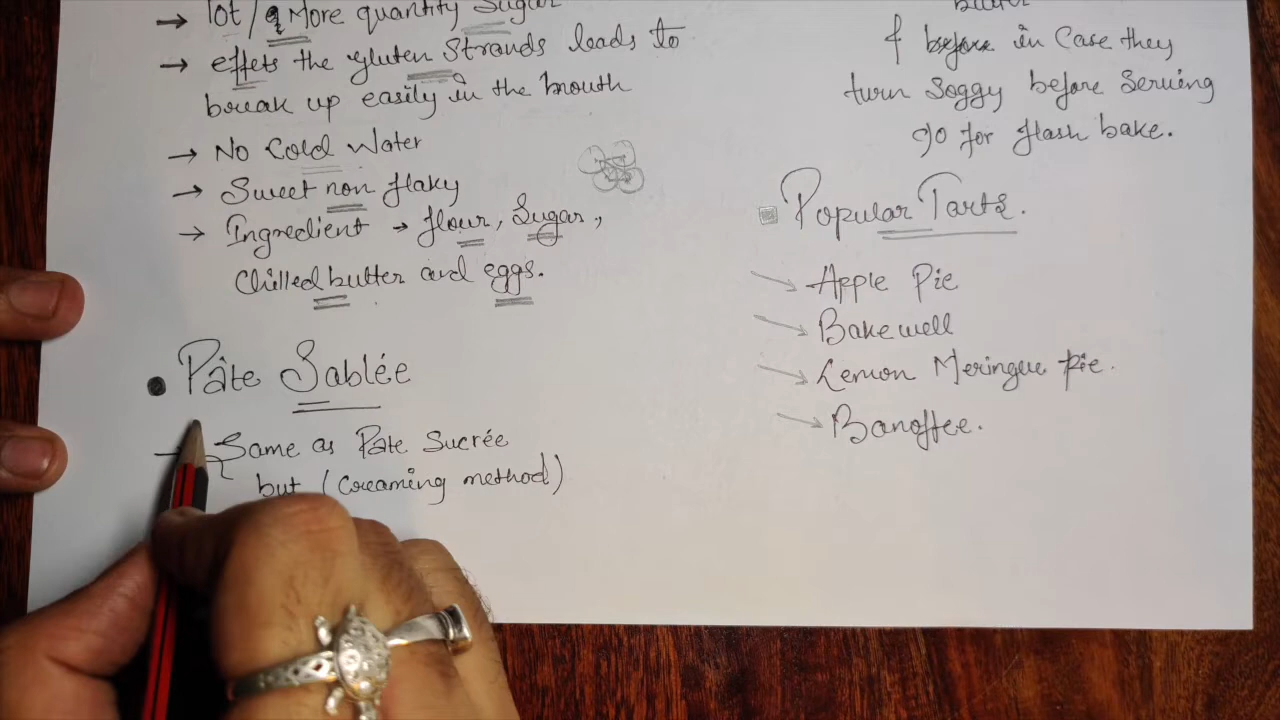 → lot / More quantity Sugar
→ effets the gluten Strands leads to
break up easily in the mouth
→ No Cold Water
→ Sweet non flaky
→ Ingredient → flour, Sugar,
Chilled butter and eggs.
• Pâte Sablée
→ Same as Pâte Sucrée
but (Creaming method)
f before in Case they
turn Soggy before Serving
go for flash bake.
Popular Tarts.
Apple Pie
Bakewell
Lemon Meringue Pie.
Banoffee.